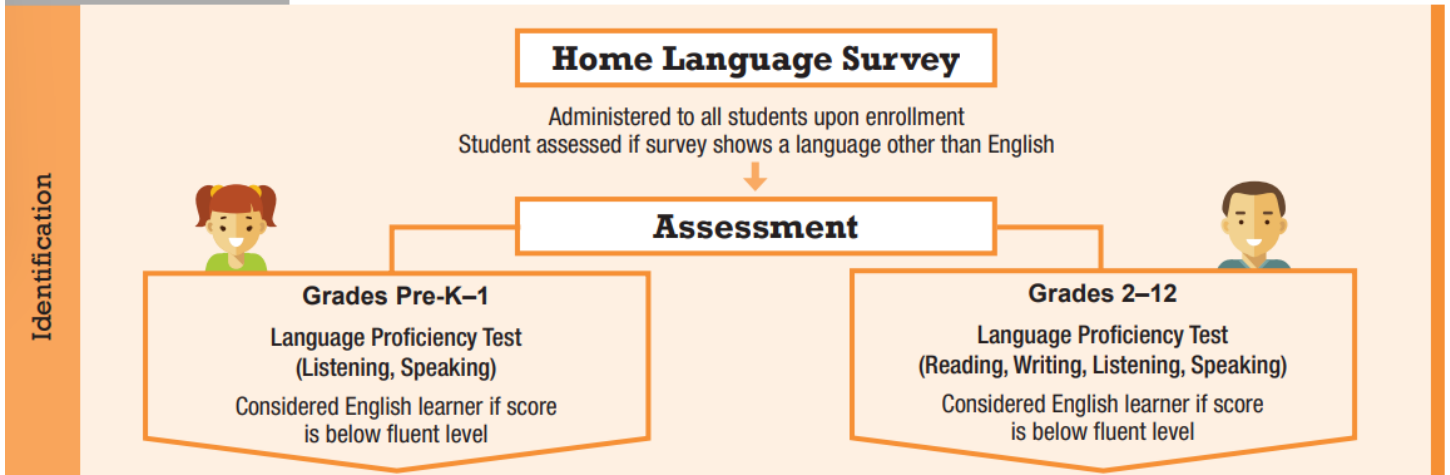 Identification
Home Language Survey
Administered to all students upon enrollment
Student assessed if survey shows a language other than English
Assessment
Grades Pre-K–1
Language Proficiency Test
(Listening, Speaking)
Considered English learner if score
is below fluent level
Grades 2–12
Language Proficiency Test
(Reading, Writing, Listening, Speaking)
Considered English learner if score
is below fluent level